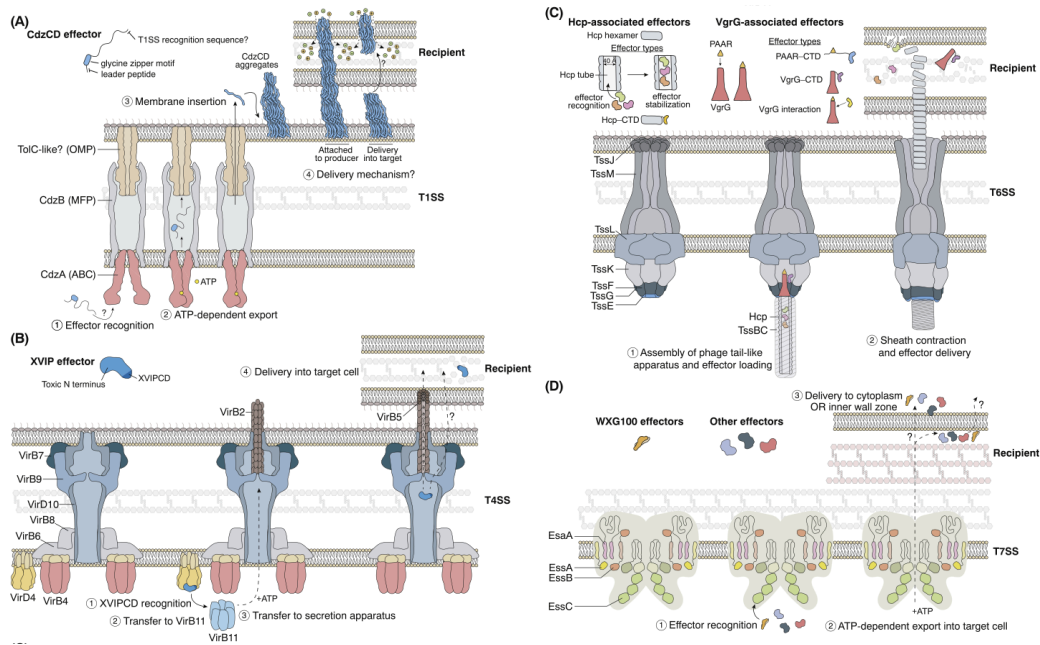 (A)
CdzCD effector
T1SS recognition sequence?
glycine zipper motif
leader peptide
CdzCD
aggregates
Recipient
?
③ Membrane insertion
Attached
to producer
Delivery
into target
④ Delivery mechanism?
TolC-like? (OMP)
CdzB (MFP)
T1SS
CdzA (ABC)
ATP
?
① Effector recognition
② ATP-dependent export
(B)
XVIP effector
Toxic N terminus
XVIPCD
④ Delivery into target cell
Recipient
VirB2
VirB5
?
VirB7
VirB9
VirD10
T4SS
VirB8
VirB6
VirD4
VirB4
① XVIPCD recognition
② Transfer to VirB11
VirB11
+ATP
③ Transfer to secretion apparatus
(C)
Hcp-associated effectors
Hcp hexamer
Effector types
40 Å
Hcp tube
effector
recognition
effector
stabilization
Hcp–CTD
VgrG-associated effectors
PAAR
VgrG
Effector types
PAAR–CTD
VgrG–CTD
VgrG interaction
Recipient
TssJ
TssM
T6SS
TssL
TssK
TssF
TssG
TssE
Hcp
TssBC
① Assembly of phage tail-like
apparatus and effector loading
② Sheath contraction
and effector delivery
(D)
WXG100 effectors
Other effectors
③ Delivery to cytoplasm
OR inner wall zone
?
?
Recipient
EsaA
EssA
EssB
EssC
T7SS
+ATP
① Effector recognition
② ATP-dependent export into target cell